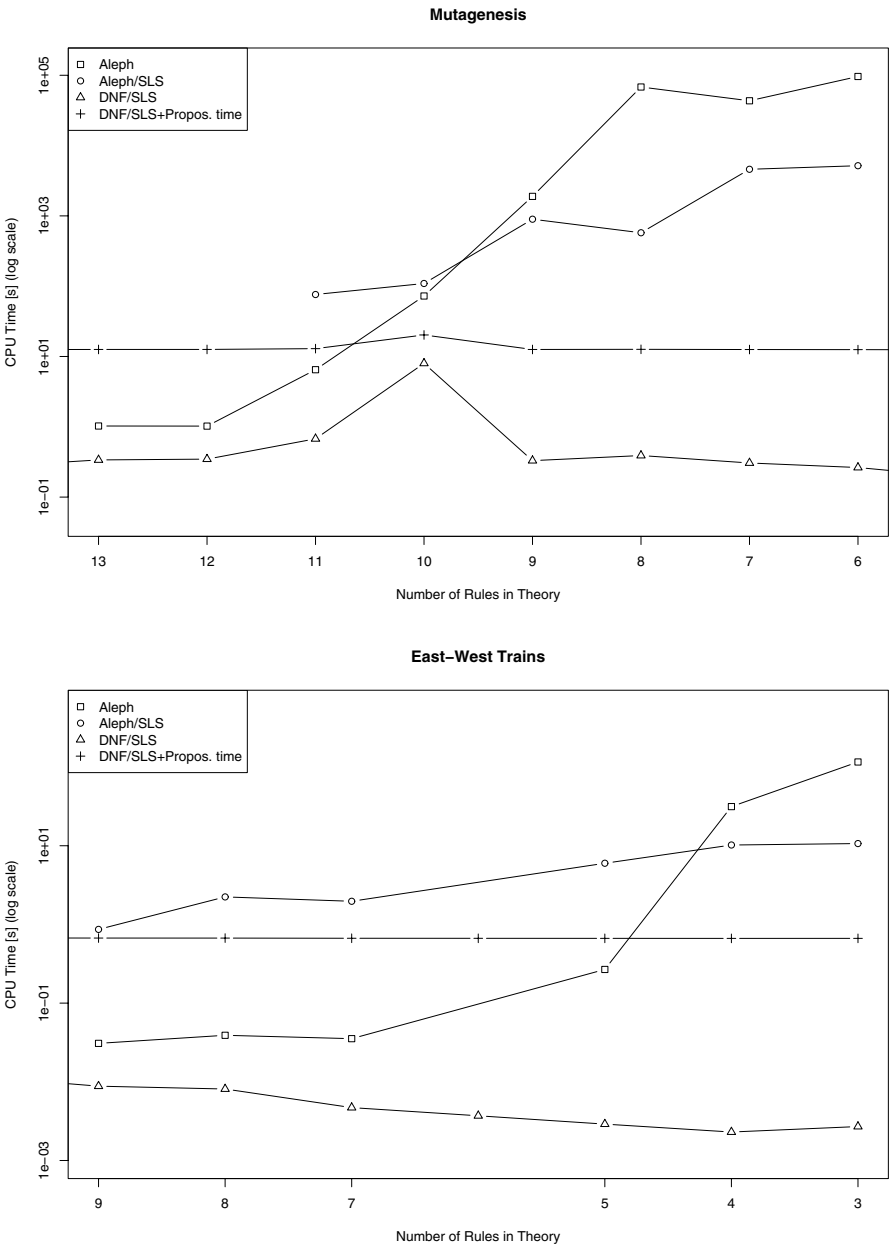 Mutagenesis
Aleph
Aleph/SLS
DNF/SLS
DNF/SLS+Propos. time
1e+05
1e+03
1e+01
1e−01
CPU Time [s] (log scale)
13 12 11 10 9 8 7 6
Number of Rules in Theory
East−West Trains
Aleph
Aleph/SLS
DNF/SLS
DNF/SLS+Propos. time
1e+01
1e−01
1e−03
CPU Time [s] (log scale)
9 8 7 5 4 3
Number of Rules in Theory